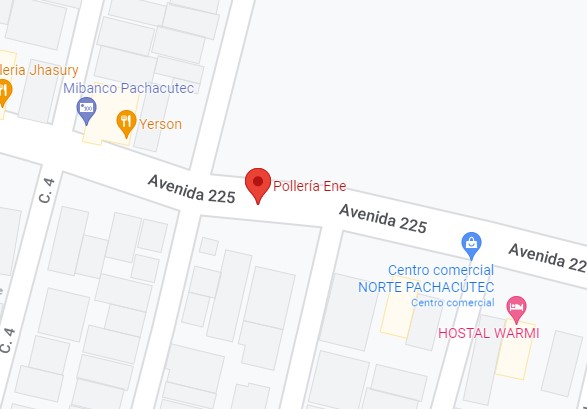 lleria Jhasury
Mibanco Pachacutec
Yerson
C. 4
Avenida 225
Pollería Ene
Avenida 225
Avenida 22
Centro comercial
NORTE PACHACÚTEC
Centro comercial
HOSTAL WARMI
C. 4